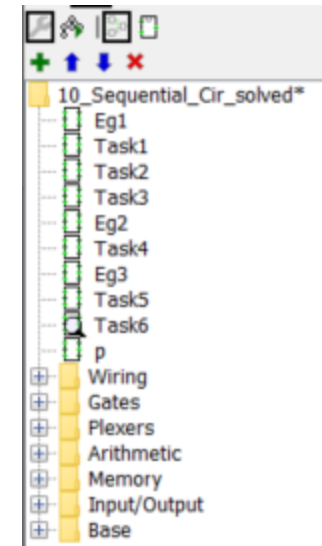 10_Sequential_Cir_solved*
Eg1
Task1
Task2
Task3
Eg2
Task4
Eg3
Task5
Task6
p
Wiring
Gates
Plexers
Arithmetic
Memory
Input/Output
Base